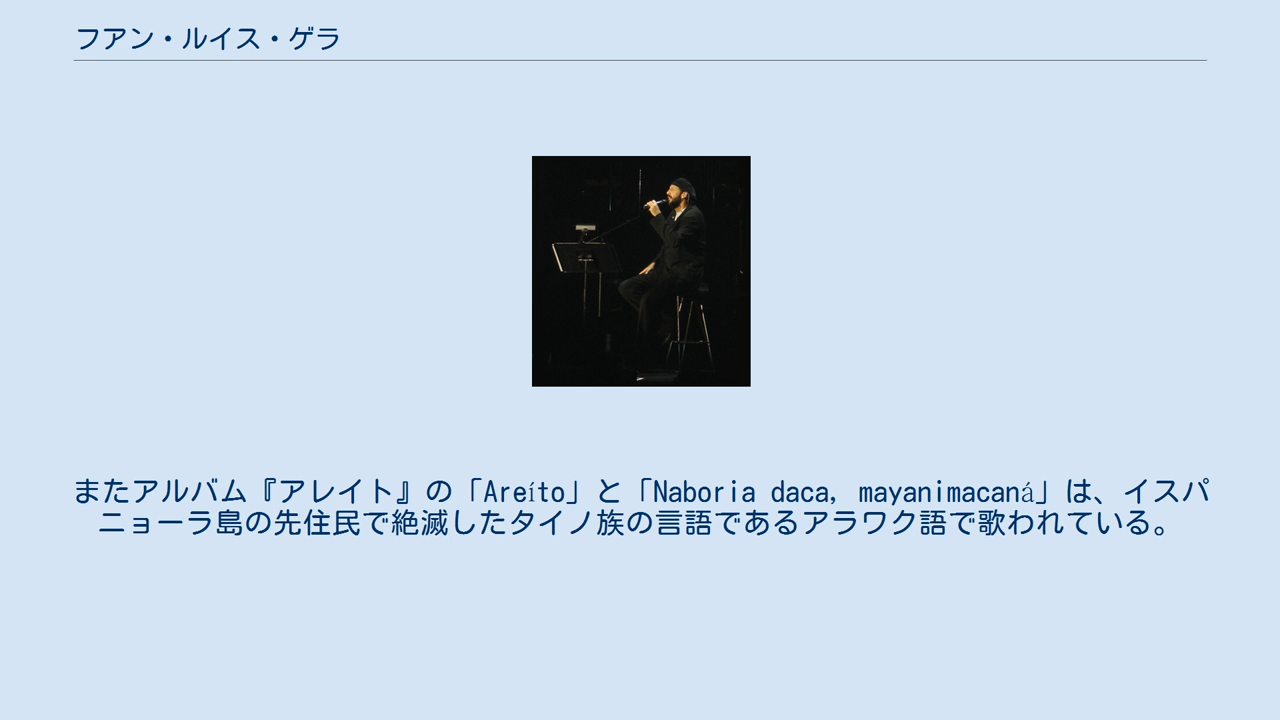 フアン・ルイス・ゲラ
またアルバム『アレイト』の「Areíto」と「Naboria daca, mayanimacaná」は、イスパ
ニョーラ島の先住民で絶滅したタイノ族の言語であるアラワク語で歌われている。